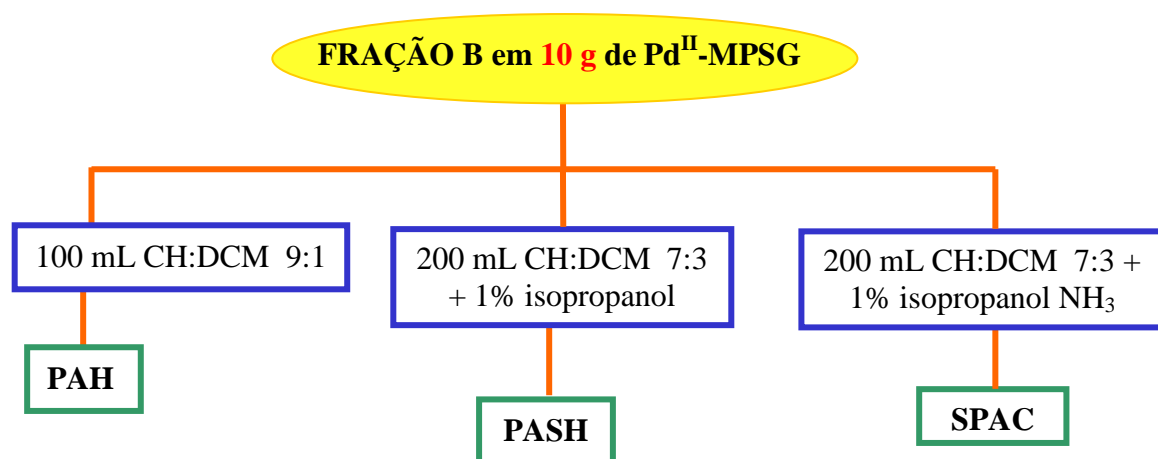 FRAÇÃO B em 10 g de Pd^II-MPSG
100 mL CH:DCM 9:1
200 mL CH:DCM 7:3
+ 1% isopropanol
200 mL CH:DCM 7:3 +
1% isopropanol NH₃
PAH
PASH
SPAC